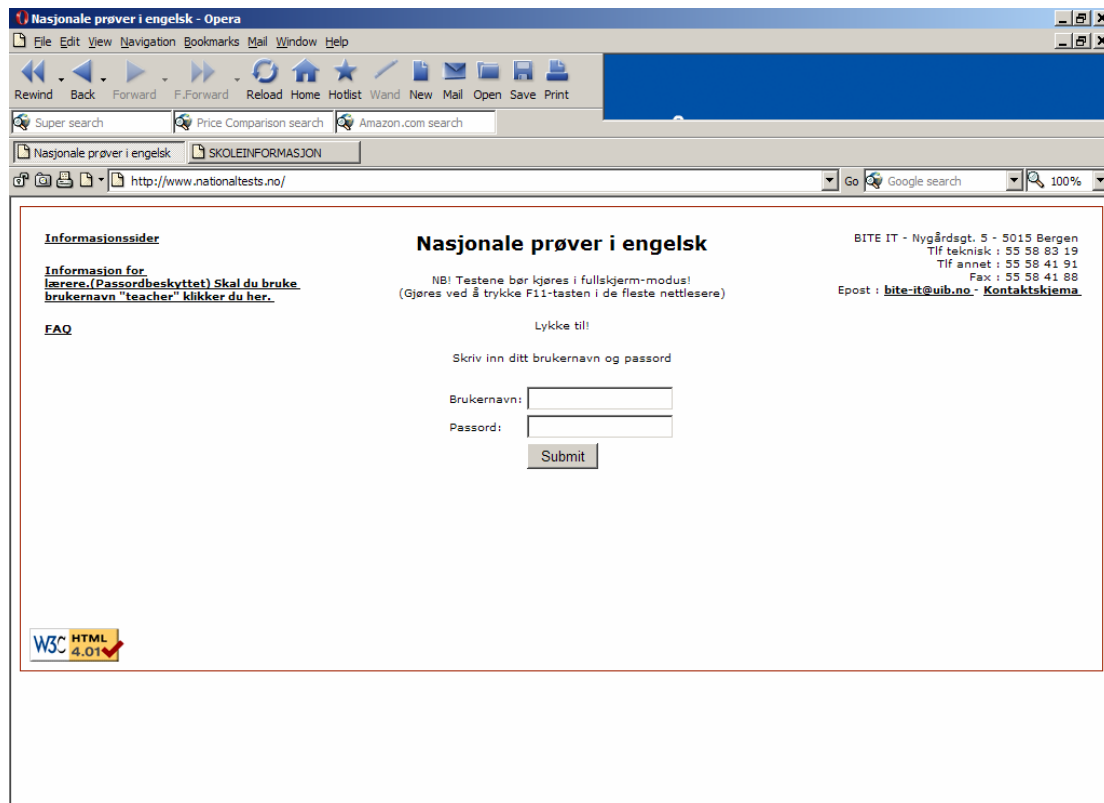 Nasjonale prøver i engelsk - Opera
File Edit View Navigation Bookmarks Mail Window Help
Rewind Back Forward F.Forward Reload Home Hotlist Wand New Mail Open Save Print
Super search Price Comparison search Amazon.com search
Nasjonale prøver i engelsk SKOLEINFORMASJON
http://www.nationaltests.no/ Go Google search 100%
Informasjonssider
Informasjon for
lærere.(Passordbeskyttet) Skal du bruke
brukernavn "teacher" klikker du her.
FAQ
Nasjonale prøver i engelsk
NB! Testene bør kjøres i fullskjerm-modus!
(Gjøres ved å trykke F11-tasten i de fleste nettlesere)
Lykke til!
Skriv inn ditt brukernavn og passord
Brukernavn:
Passord:
Submit
BITE IT - Nygårdsgt. 5 - 5015 Bergen
Tlf teknisk : 55 58 83 19
Tlf annet : 55 58 41 91
Fax : 55 58 41 88
Epost : bite-it@uib.no - Kontaktskjema
W3C HTML
4.01